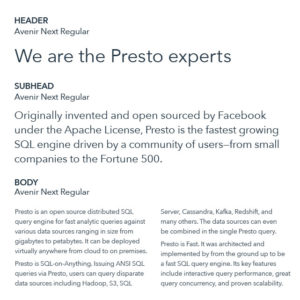 HEADER
Avenir Next Regular
We are the Presto experts
SUBHEAD
Avenir Next Regular
Originally invented and open sourced by Facebook
under the Apache License, Presto is the fastest growing
SQL engine driven by a community of users—from small
companies to the Fortune 500.
BODY
Avenir Next Regular
Presto is an open source distributed SQL
query engine for fast analytic queries against
various data sources ranging in size from
gigabytes to petabytes. It can be deployed
virtually anywhere from cloud to on premises.
Presto is SQL-on-Anything. Issuing ANSI SQL
queries via Presto, users can query disparate
data sources including Hadoop, S3, SQL
Server, Cassandra, Kafka, Redshift, and
many others. The data sources can even
be combined in the single Presto query.
Presto is Fast. It was architected and
implemented by from the ground up to be
a fast SQL query engine. Its key features
include interactive query performance, great
query concurrency, and proven scalability.